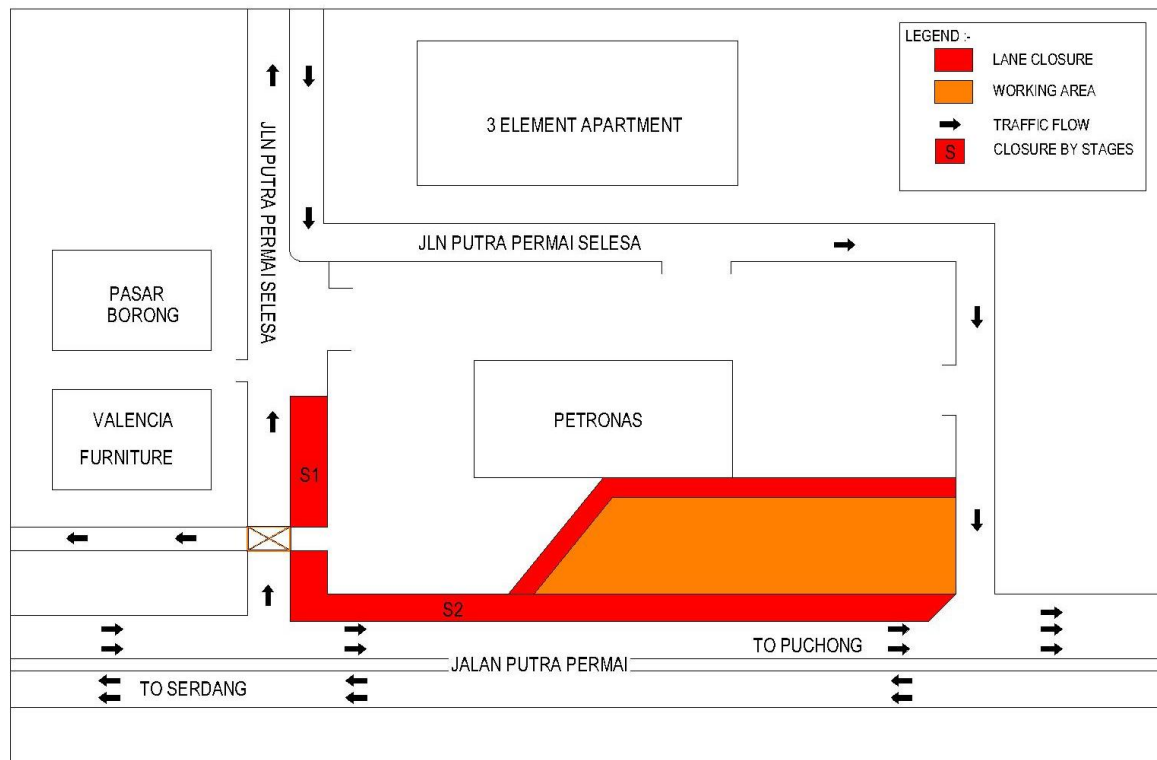 LEGEND :-
LANE CLOSURE
WORKING AREA
TRAFFIC FLOW
S
CLOSURE BY STAGES
3 ELEMENT APARTMENT
JLN PUTRA PERMAI SELESA
JLN PUTRA PERMAI SELESA
PASAR
BORONG
VALENCIA
FURNITURE
PETRONAS
S1
S2
TO PUCHONG
JALAN PUTRA PERMAI
TO SERDANG